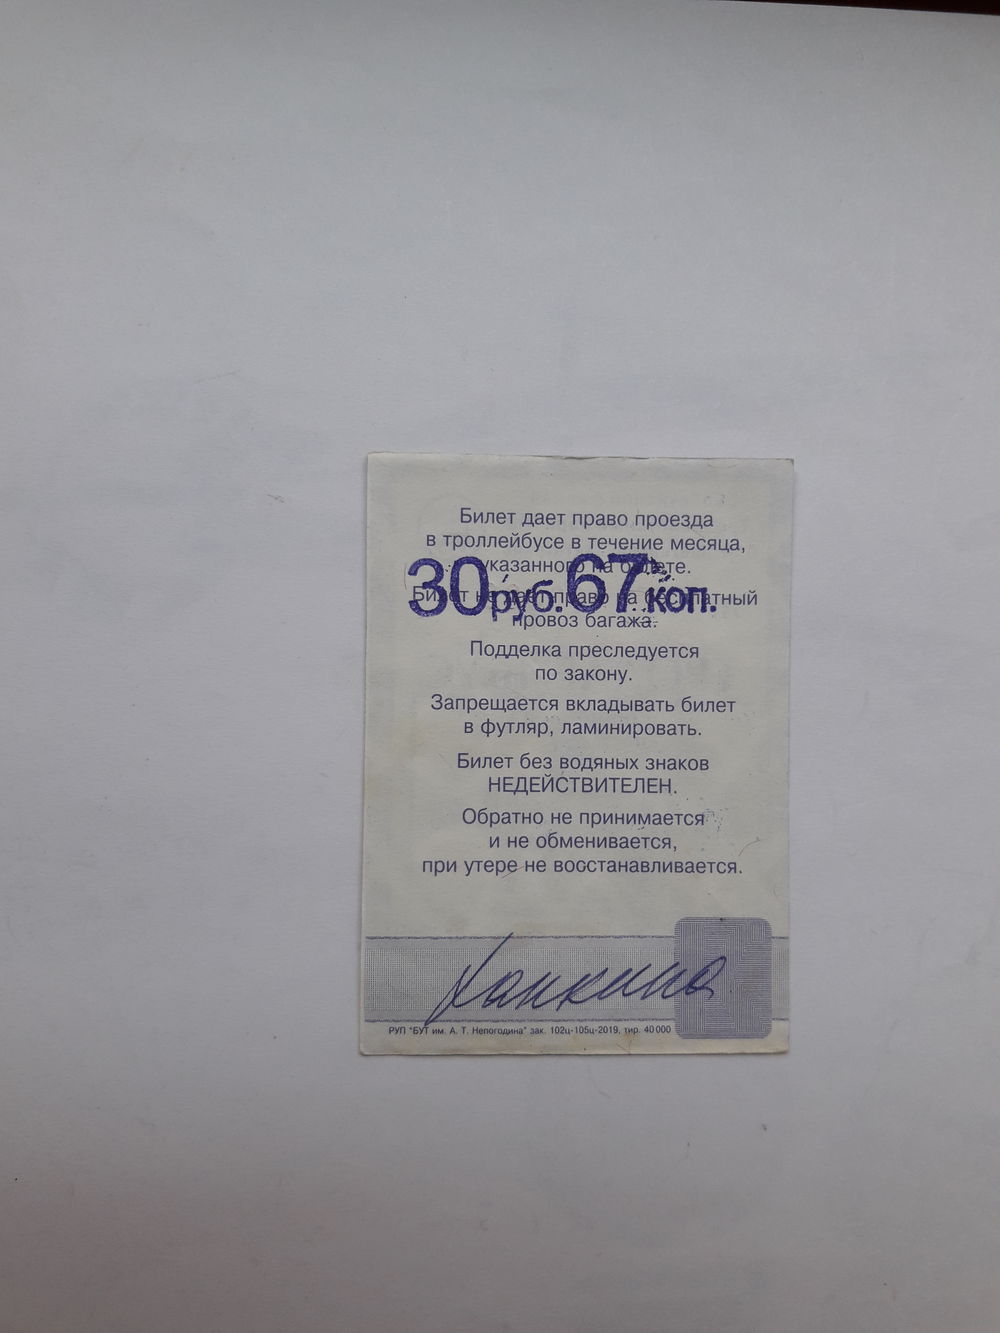 Билет дает право проезда
в троллейбусе в течение месяца,
указанного на билете.
30 руб. 67 коп.
Билет не дает право на бесплатный
провоз багажа.
Подделка преследуется
по закону.
Запрещается вкладывать билет
в футляр, ламинировать.
Билет без водяных знаков
НЕДЕЙСТВИТЕЛЕН.
Обратно не принимается
и не обменивается,
при утере не восстанавливается.
Ханкина
РУП "БУТ им. А. Т. Непогодина" зак. 102ц-105ц-2019, тир. 40 000